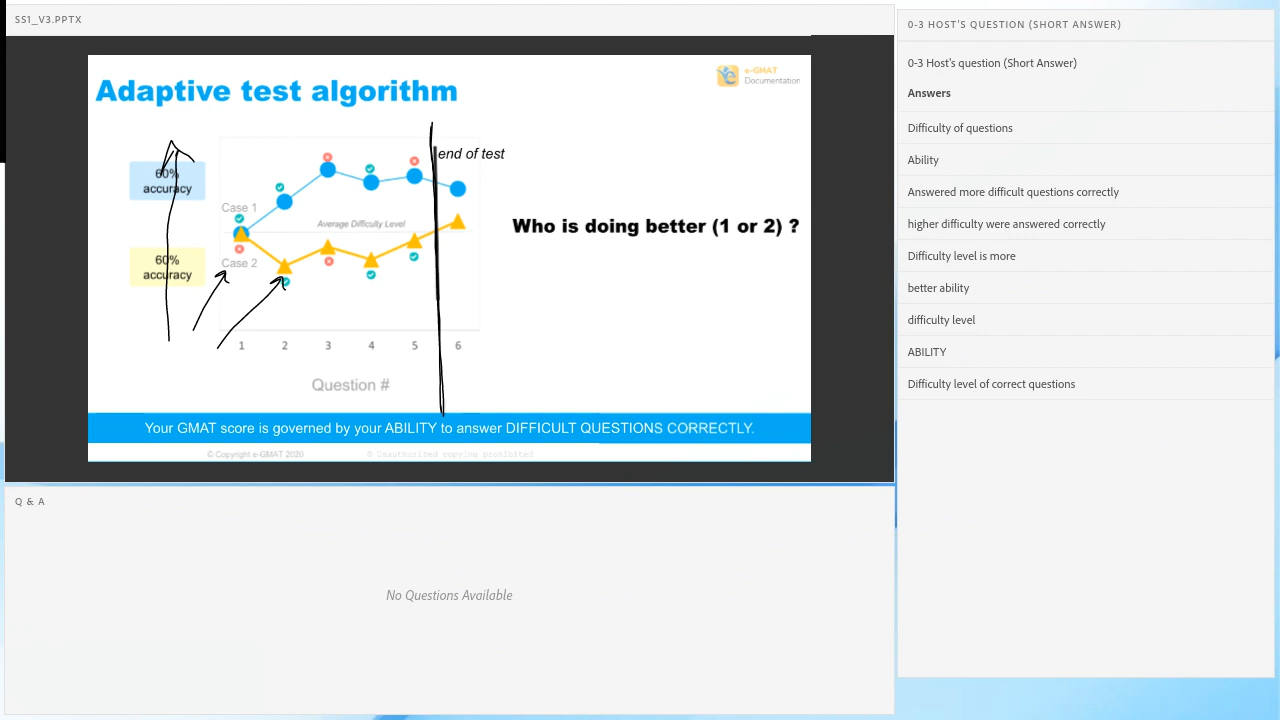 SS1_V3.PPTX
Adaptive test algorithm
e-GMAT
Documentation
60%
accuracy
60%
accuracy
Case 1
Case 2
Average Difficulty Level
end of test
Who is doing better (1 or 2) ?
1 2 3 4 5 6
Question #
Your GMAT score is governed by your ABILITY to answer DIFFICULT QUESTIONS CORRECTLY.
© Copyright e-GMAT 2020
© Unauthorized copying prohibited
Q & A
No Questions Available
0-3 HOST'S QUESTION (SHORT ANSWER)
0-3 Host's question (Short Answer)
Answers
Difficulty of questions
Ability
Answered more difficult questions correctly
higher difficulty were answered correctly
Difficulty level is more
better ability
difficulty level
ABILITY
Difficulty level of correct questions